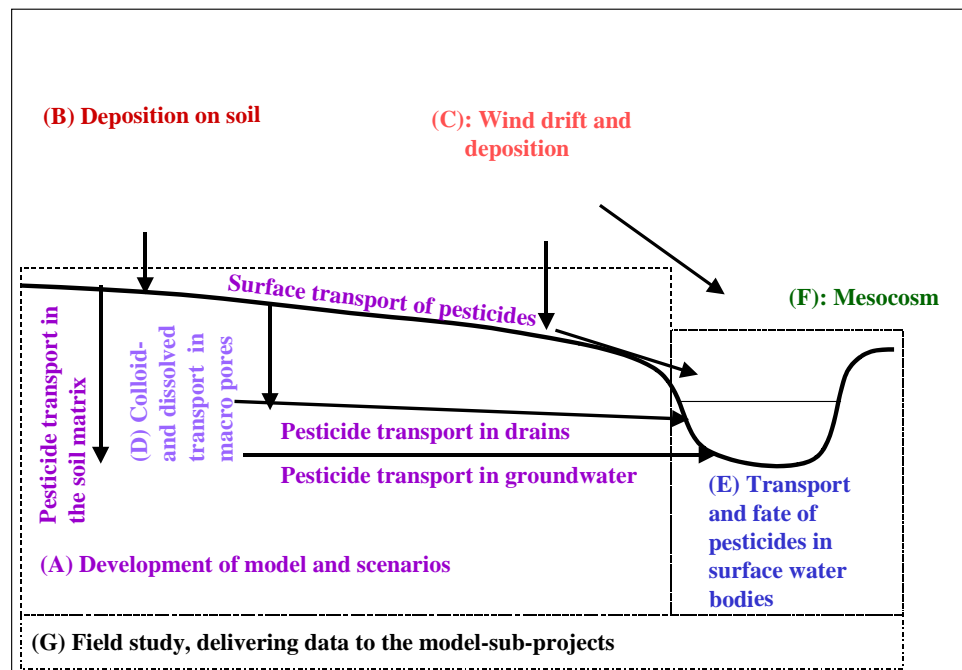 (B) Deposition on soil
(C): Wind drift and
deposition
Surface transport of pesticides
(F): Mesocosm
Pesticide transport in
the soil matrix
(D) Colloid-
and dissolved
transport in
macro pores
Pesticide transport in drains
Pesticide transport in groundwater
(E) Transport
and fate of
pesticides in
surface water
bodies
(A) Development of model and scenarios
(G) Field study, delivering data to the model-sub-projects